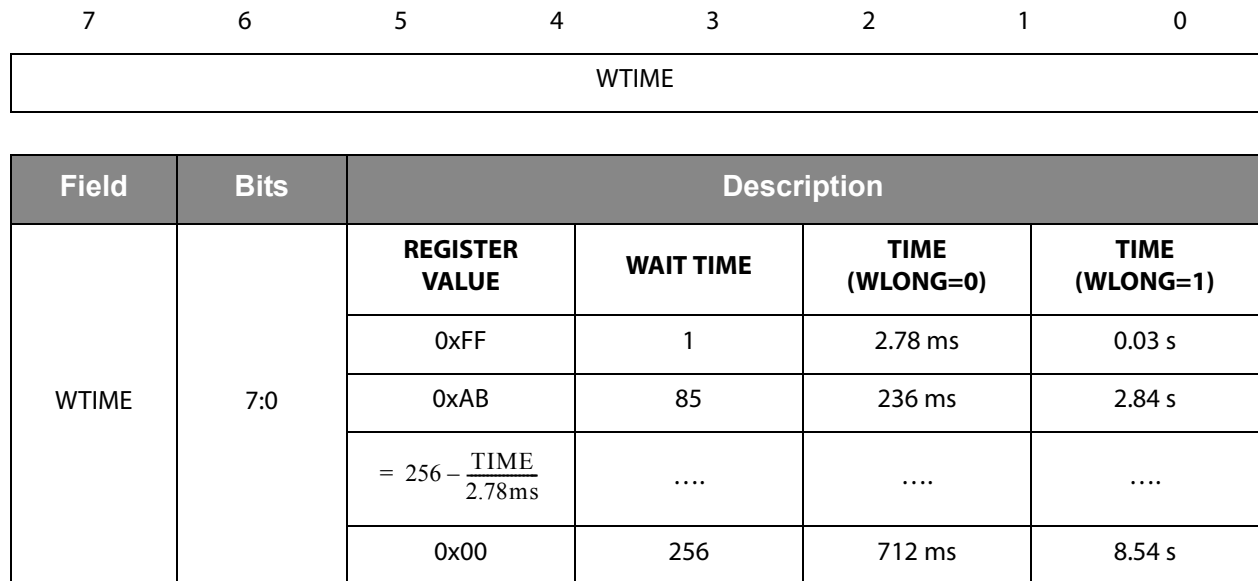 7 6 5 4 3 2 1 0
WTIME
Field Bits Description
REGISTER VALUE WAIT TIME TIME (WLONG=0) TIME (WLONG=1)
0xFF 1 2.78 ms 0.03 s
WTIME 7:0 0xAB 85 236 ms 2.84 s
= 256 – TIME / 2.78ms …. …. ….
0x00 256 712 ms 8.54 s